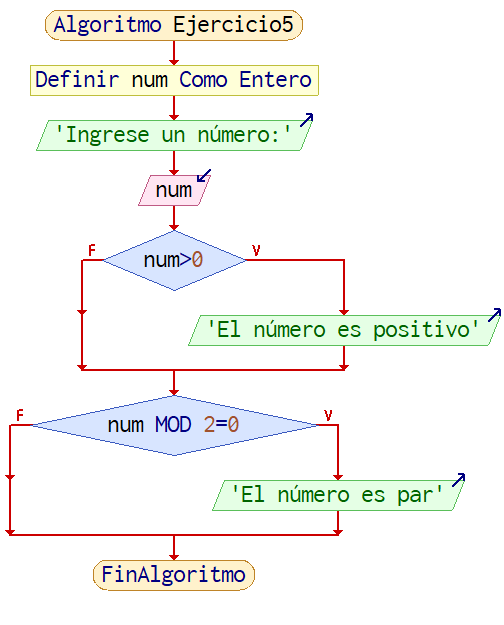 Algoritmo Ejercicio5
Definir num Como Entero
'Ingrese un número:'
num
num>0
F
V
'El número es positivo'
num MOD 2=0
F
V
'El número es par'
FinAlgoritmo